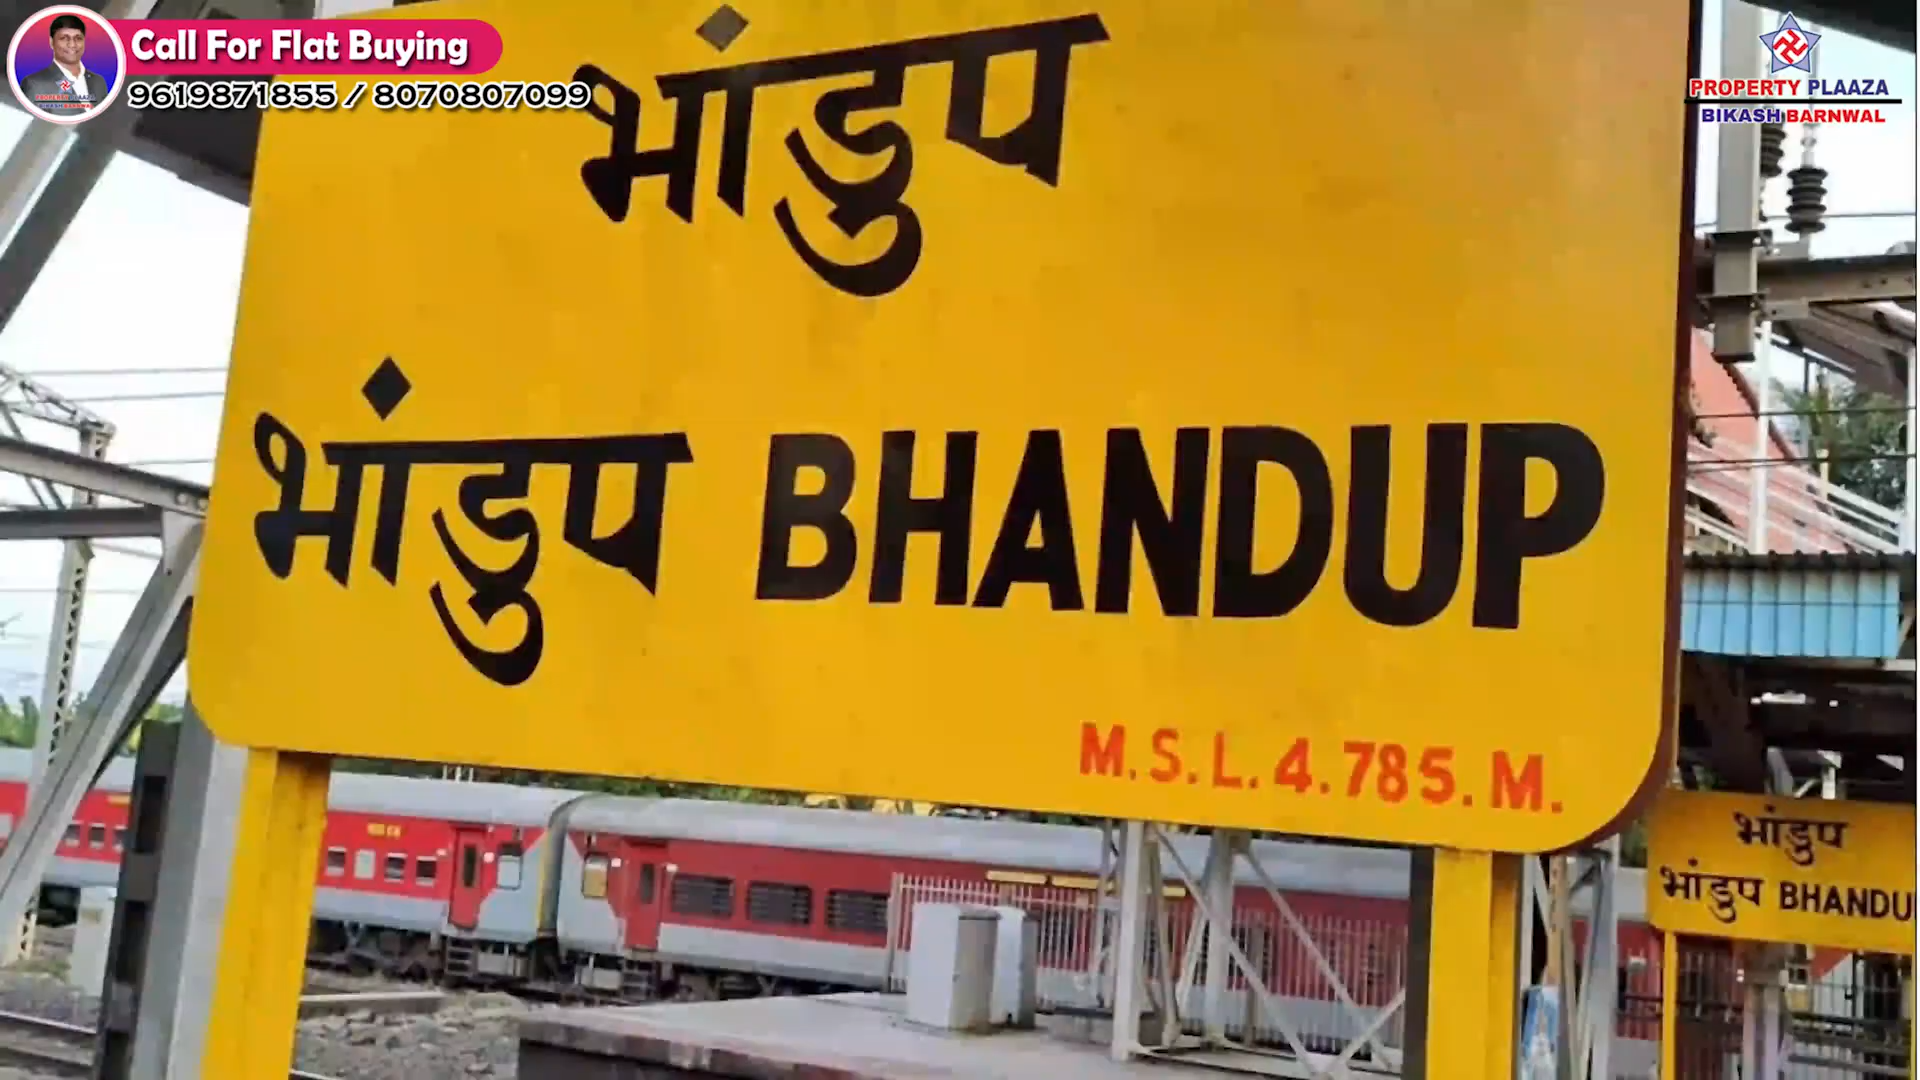 Call For Flat Buying
9619871855 / 8070807099
PROPERTY PLAAZA
BIKASH BARNWAL
भांडुप
भांडुप BHANDUP
M.S.L.4.785.M.
भांडुप
भांडुप BHANDU